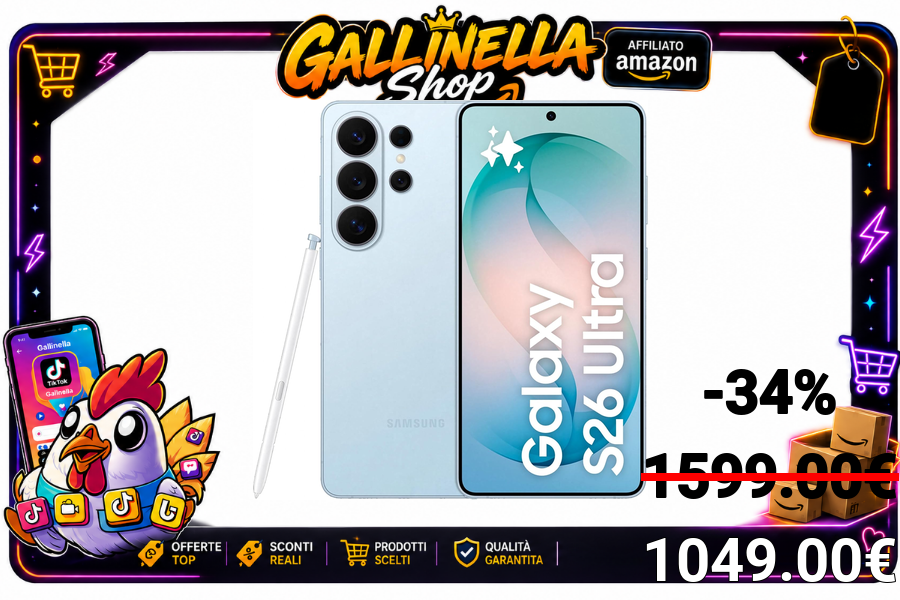 GALLINELLA
Shop
AFFILIATO
amazon
Galaxy
S26 Ultra
SAMSUNG
Gallinella
TikTok
Gallinella
-34%
1599.00€
1049.00€
OFFERTE
TOP
SCONTI
REALI
PRODOTTI
SCELTI
QUALITÀ
GARANTITA